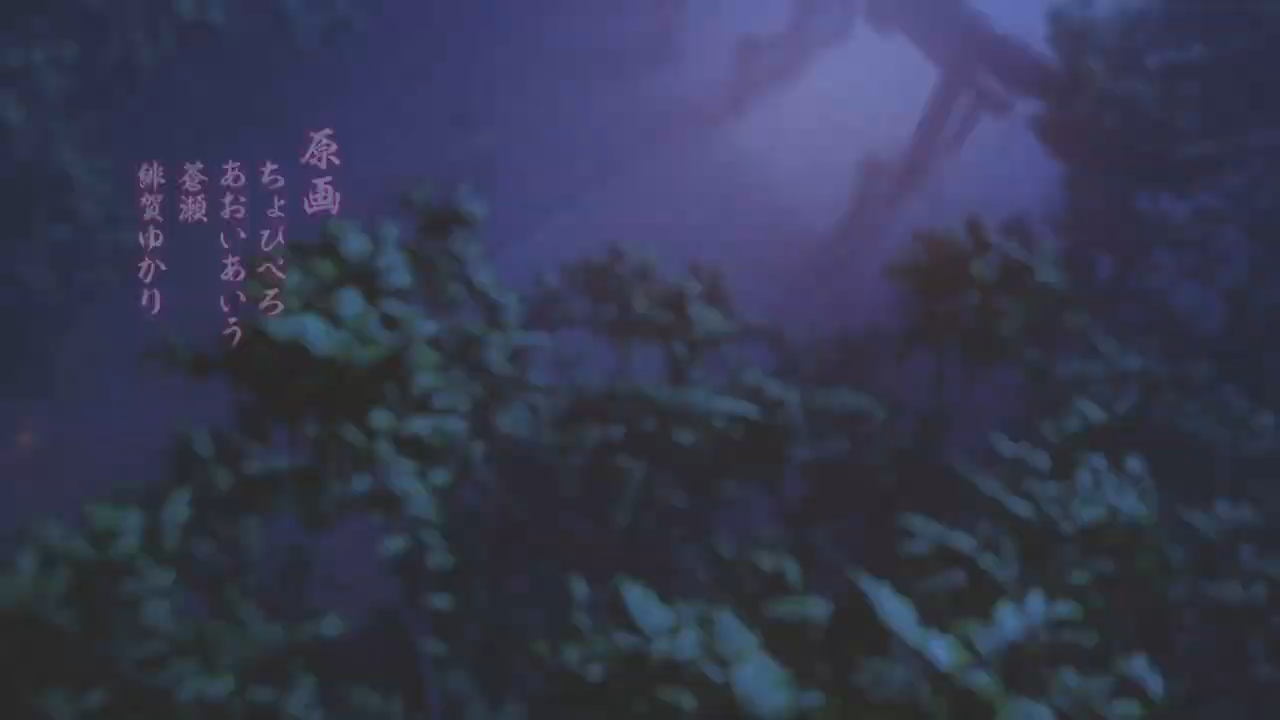 原画
ちょびぺろ
あおいあいう
蒼瀬
緋賀ゆかり